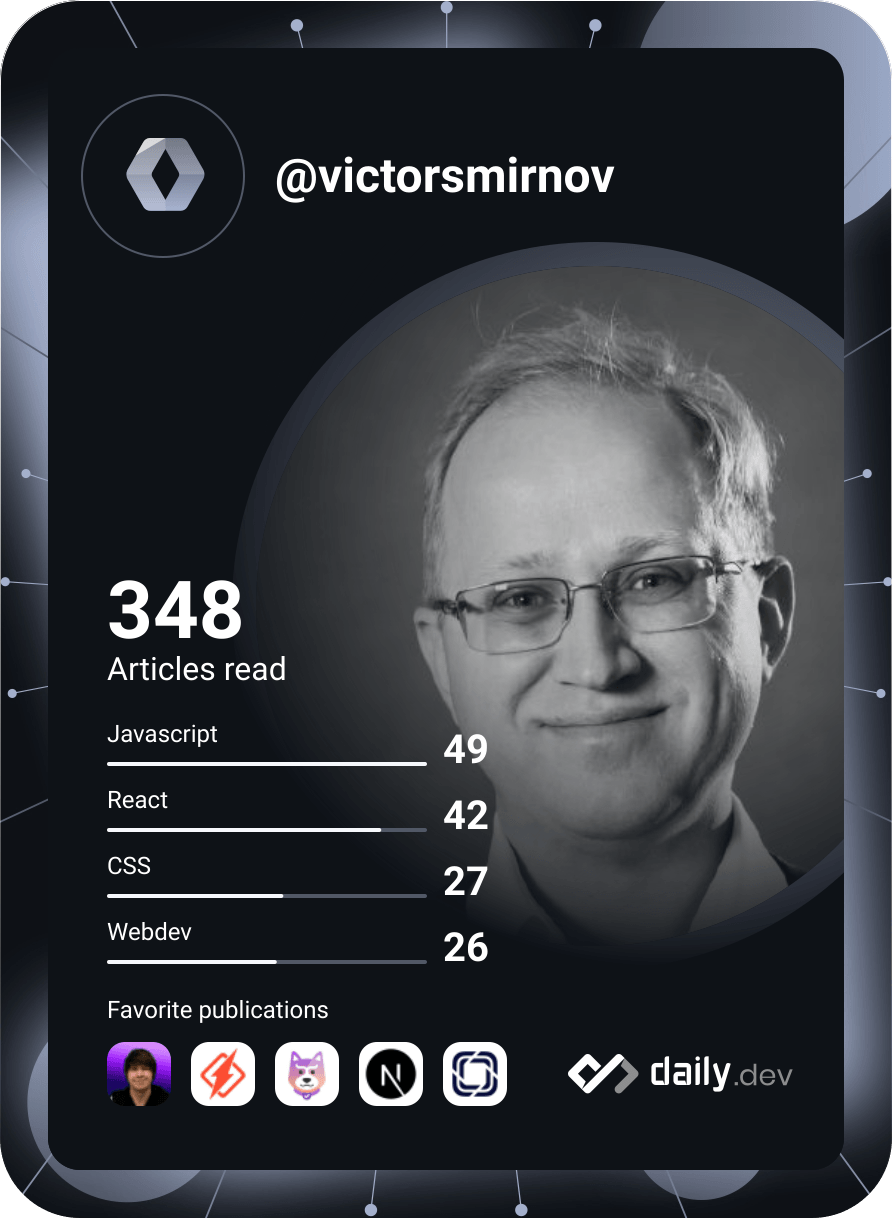 @victorsmirnov
348
Articles read
Javascript
49
React
42
CSS
27
Webdev
26
Favorite publications
N
daily.dev